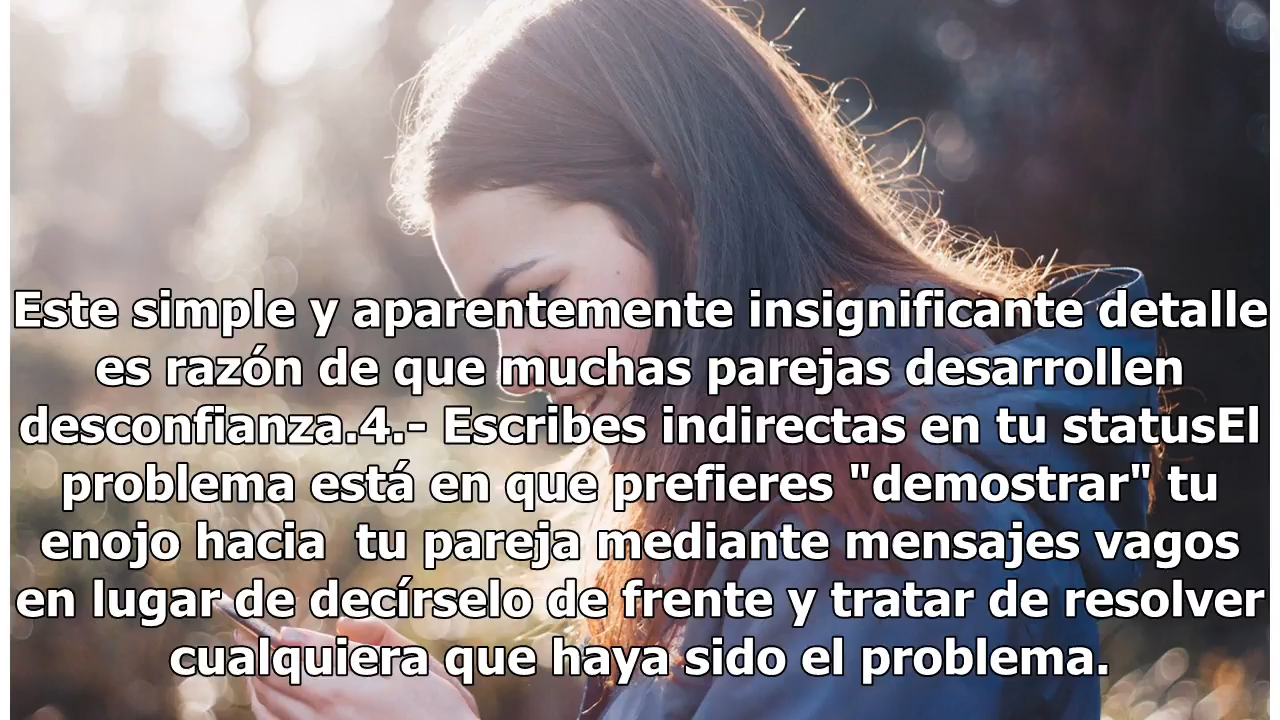 Este simple y aparentemente insignificante detalle
es razón de que muchas parejas desarrollen
desconfianza.4.- Escribes indirectas en tu statusEl
problema está en que prefieres "demostrar" tu
enojo hacia  tu pareja mediante mensajes vagos
en lugar de decírselo de frente y tratar de resolver
cualquiera que haya sido el problema.